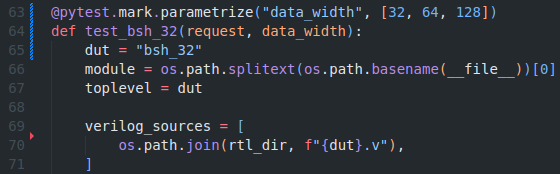 63 @pytest.mark.parametrize("data_width", [32, 64, 128])
64 def test_bsh_32(request, data_width):
65     dut = "bsh_32"
66     module = os.path.splitext(os.path.basename(__file__))[0]
67     toplevel = dut
68
69     verilog_sources = [
70         os.path.join(rtl_dir, f"{dut}.v"),
71     ]